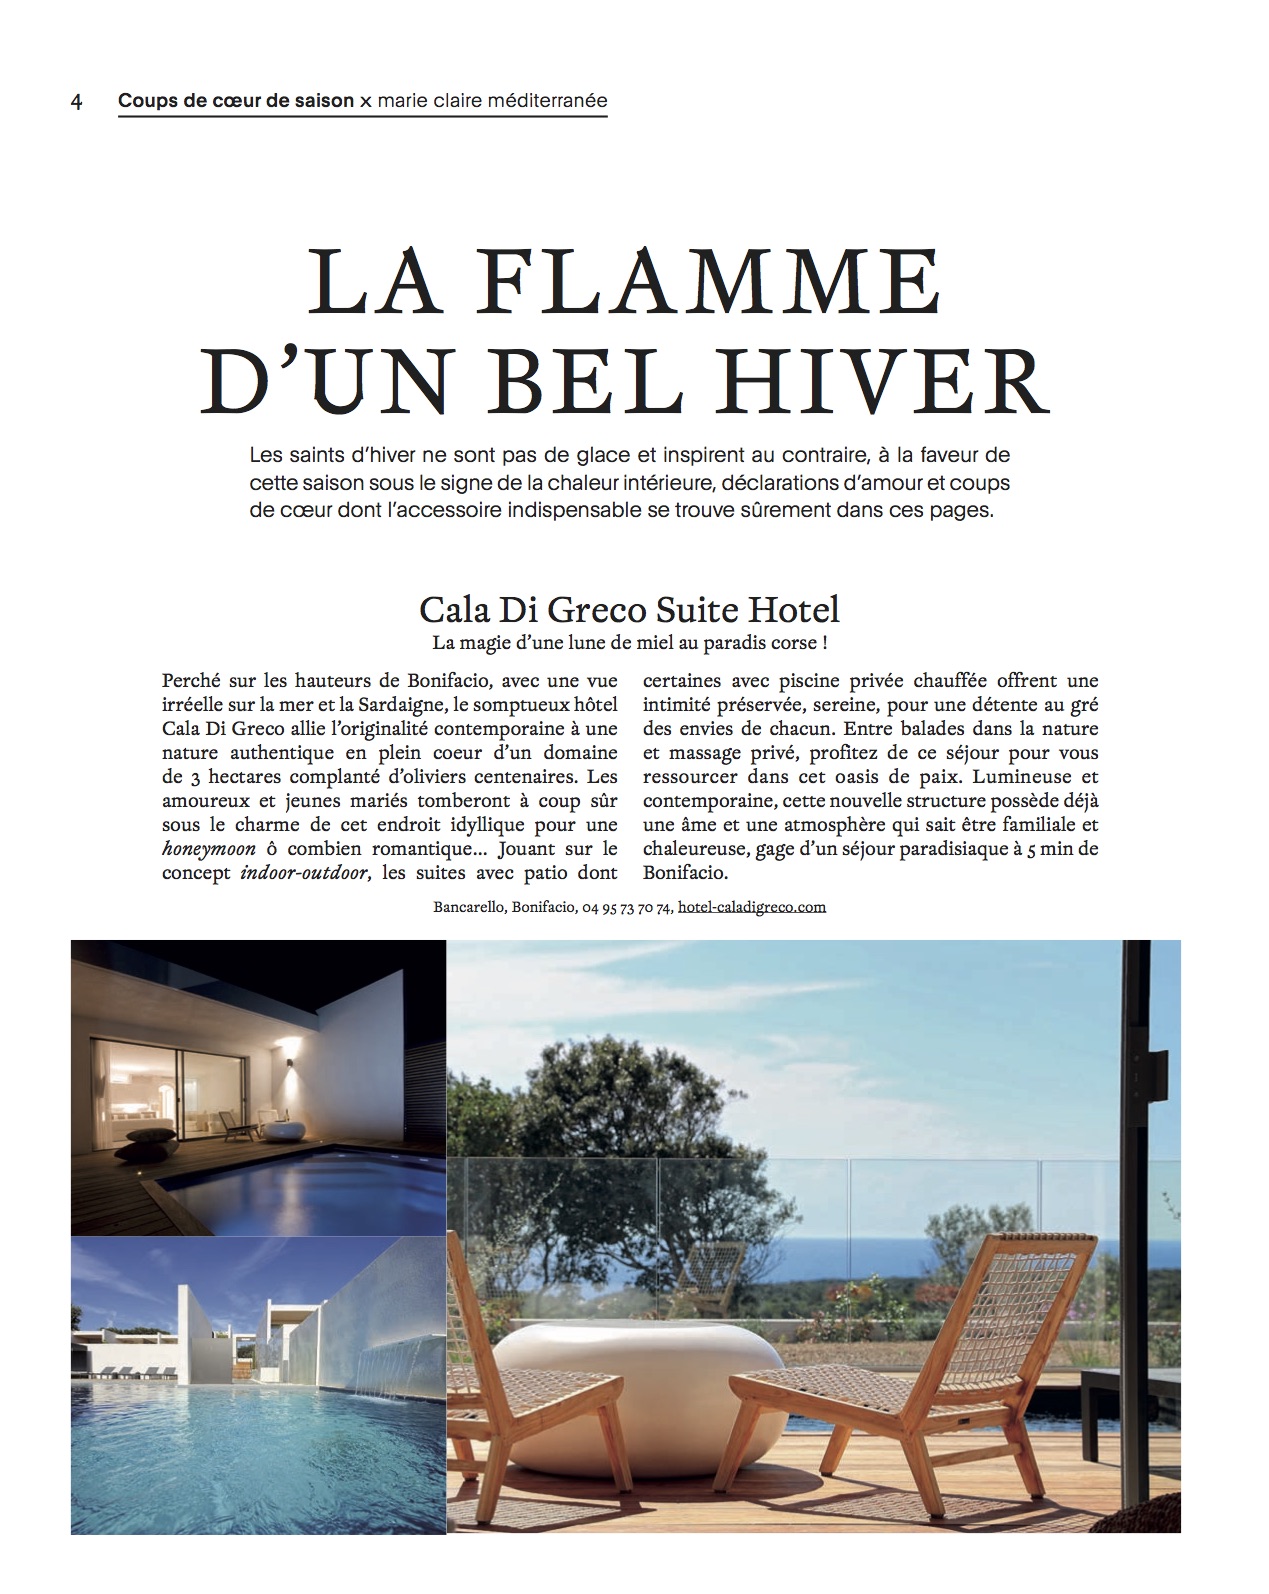 4 Coups de cœur de saison x marie claire méditerranée
LA FLAMME
D’UN BEL HIVER
Les saints d’hiver ne sont pas de glace et inspirent au contraire, à la faveur de
cette saison sous le signe de la chaleur intérieure, déclarations d’amour et coups
de cœur dont l’accessoire indispensable se trouve sûrement dans ces pages.
Cala Di Greco Suite Hotel
La magie d’une lune de miel au paradis corse !
Perché sur les hauteurs de Bonifacio, avec une vue
irréelle sur la mer et la Sardaigne, le somptueux hôtel
Cala Di Greco allie l’originalité contemporaine à une
nature authentique en plein coeur d’un domaine
de 3 hectares complanté d’oliviers centenaires. Les
amoureux et jeunes mariés tomberont à coup sûr
sous le charme de cet endroit idyllique pour une
honeymoon ô combien romantique... Jouant sur le
concept indoor-outdoor, les suites avec patio dont
certaines avec piscine privée chauffée offrent une
intimité préservée, sereine, pour une détente au gré
des envies de chacun. Entre balades dans la nature
et massage privé, profitez de ce séjour pour vous
ressourcer dans cet oasis de paix. Lumineuse et
contemporaine, cette nouvelle structure possède déjà
une âme et une atmosphère qui sait être familiale et
chaleureuse, gage d’un séjour paradisiaque à 5 min de
Bonifacio.
Bancarello, Bonifacio, 04 95 73 70 74, hotel-caladigreco.com